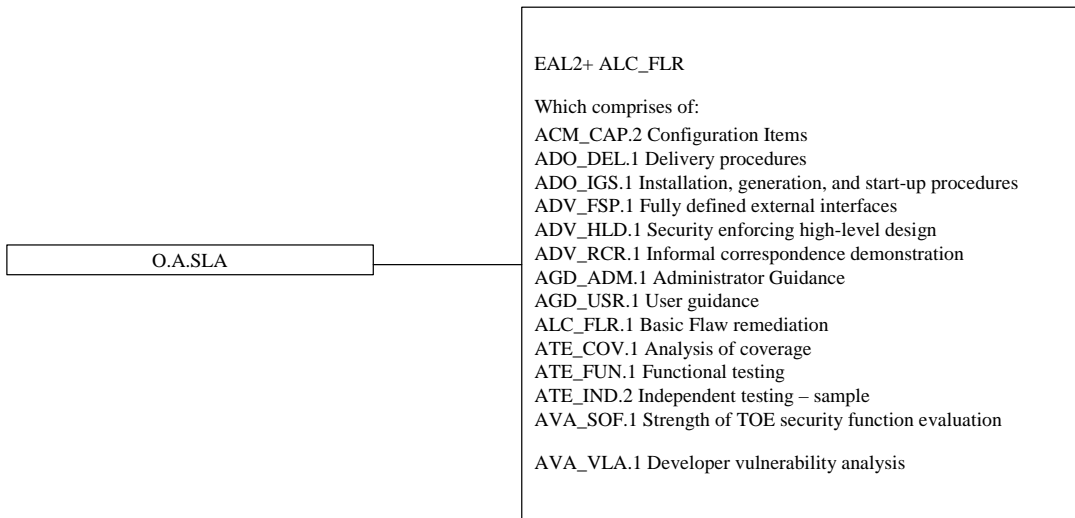 EAL2+ ALC_FLR
Which comprises of:
ACM_CAP.2 Configuration Items
ADO_DEL.1 Delivery procedures
ADO_IGS.1 Installation, generation, and start-up procedures
ADV_FSP.1 Fully defined external interfaces
ADV_HLD.1 Security enforcing high-level design
O.A.SLA
ADV_RCR.1 Informal correspondence demonstration
AGD_ADM.1 Administrator Guidance
AGD_USR.1 User guidance
ALC_FLR.1 Basic Flaw remediation
ATE_COV.1 Analysis of coverage
ATE_FUN.1 Functional testing
ATE_IND.2 Independent testing – sample
AVA_SOF.1 Strength of TOE security function evaluation
AVA_VLA.1 Developer vulnerability analysis